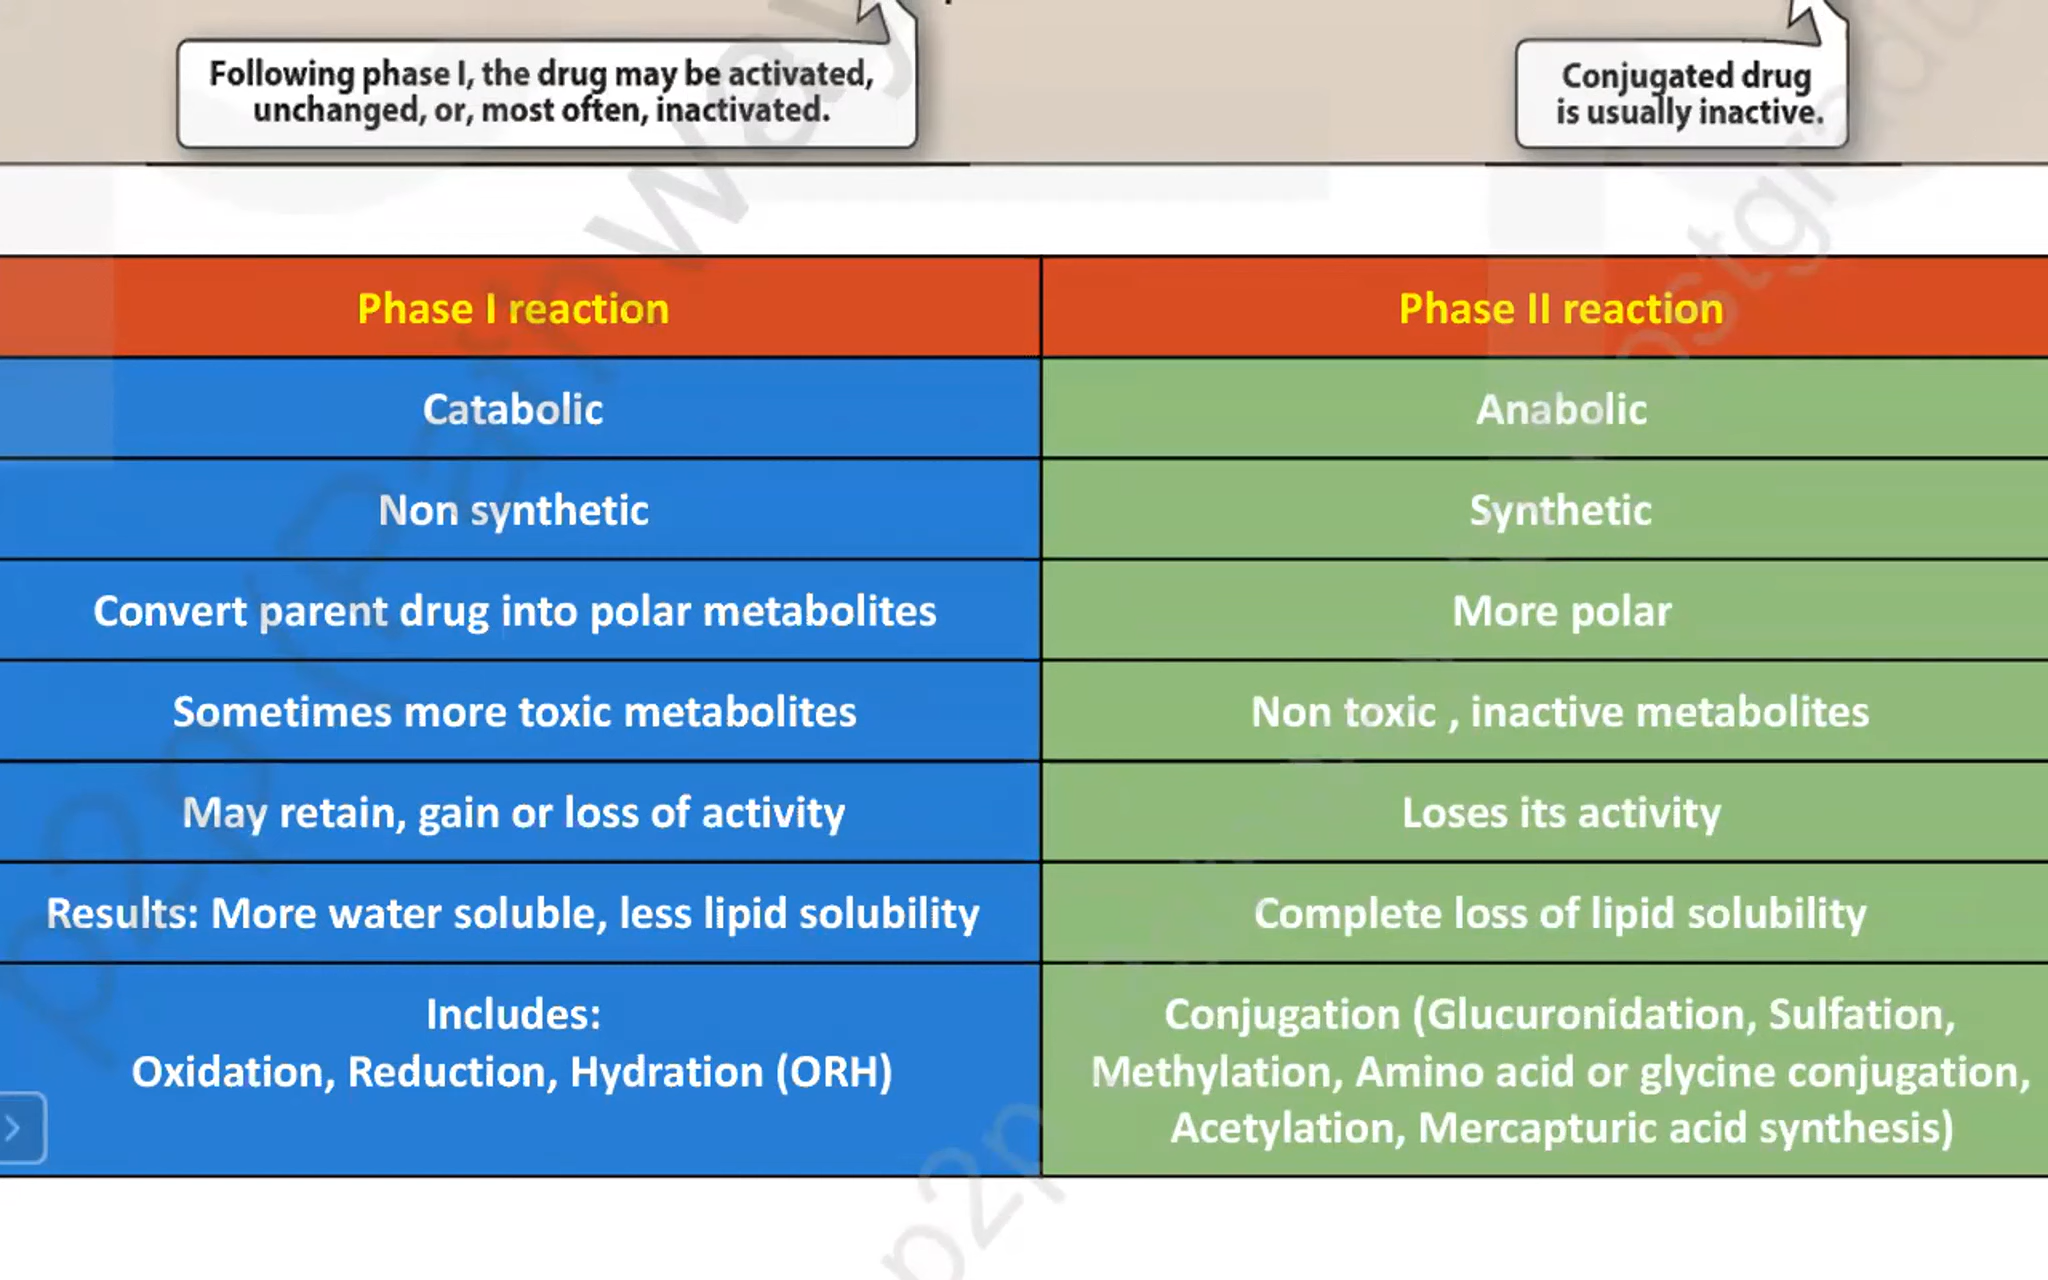 Following phase I, the drug may be activated,
unchanged, or, most often, inactivated.
Conjugated drug
is usually inactive.
Phase I reaction
Phase II reaction
Catabolic
Anabolic
Non synthetic
Synthetic
Convert parent drug into polar metabolites
More polar
Sometimes more toxic metabolites
Non toxic , inactive metabolites
May retain, gain or loss of activity
Loses its activity
Results: More water soluble, less lipid solubility
Complete loss of lipid solubility
Includes:
Oxidation, Reduction, Hydration (ORH)
Conjugation (Glucuronidation, Sulfation,
Methylation, Amino acid or glycine conjugation,
Acetylation, Mercapturic acid synthesis)